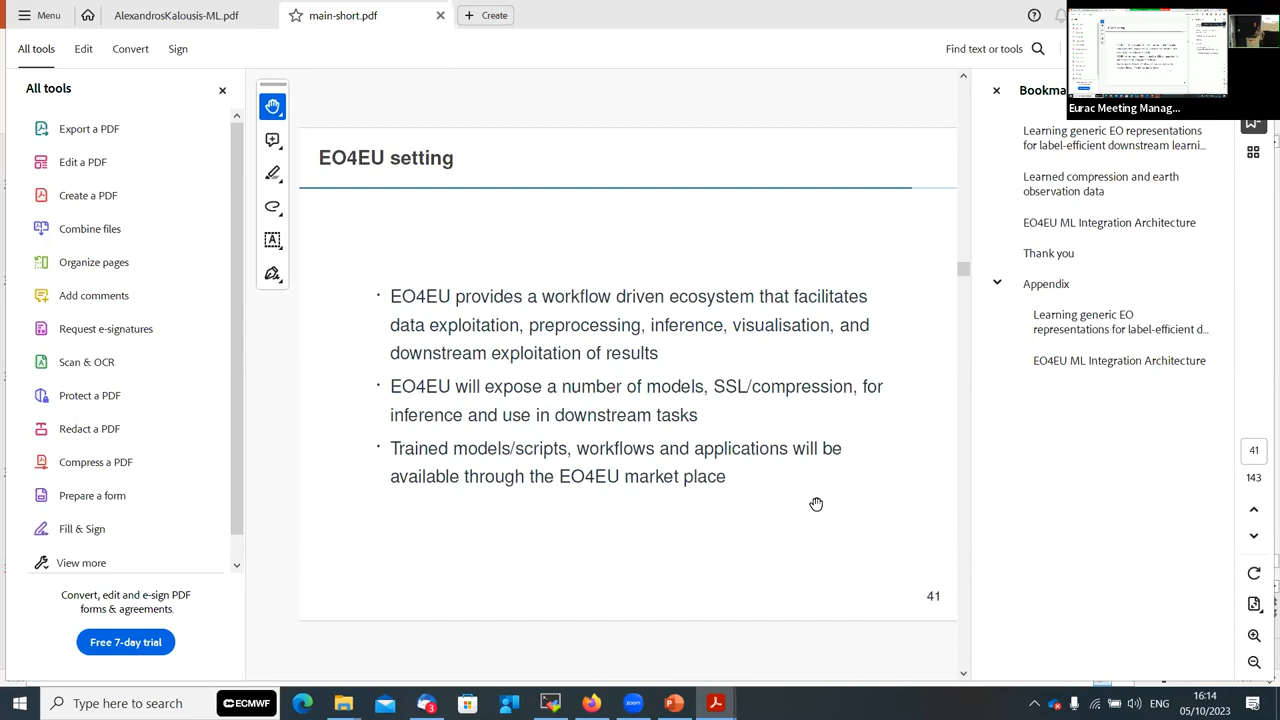 Menu
AlexandrosKalousis-ML.pdf
main-short.p
All tools
Edit
Convert
Sign
ext or tools
All tools
Export a PDF
Edit a PDF
Create a PDF
Combine files
Organize pages
Add comments
Request e-signatures
Scan & OCR
Protect a PDF
Redact a PDF
Compress a PDF
Prepare a form
Fill & Sign
View more
Convert, edit and e-sign PDF
forms & agreements.
Free 7-day trial
EO4EU setting
· EO4EU provides a workflow driven ecosystem that facilitates
data exploitation, preprocessing, inference, visualisation, and
downstream exploitation of results
· EO4EU will expose a number of models, SSL/compression, for
inference and use in downstream tasks
· Trained models/scripts, workflows and applications will be
available through the EO4EU market place
41
Eurac Meeting Manag...
Bookma
Learning generic EO representations
for label-efficient downstream learni...
Learned compression and earth
observation data
EO4EU ML Integration Architecture
Thank you
Appendix
Learning generic EO
representations for label-efficient d...
EO4EU ML Integration Architecture
41
143
Type here to search
ECMWF
zoom
ENG
16:14
05/10/2023